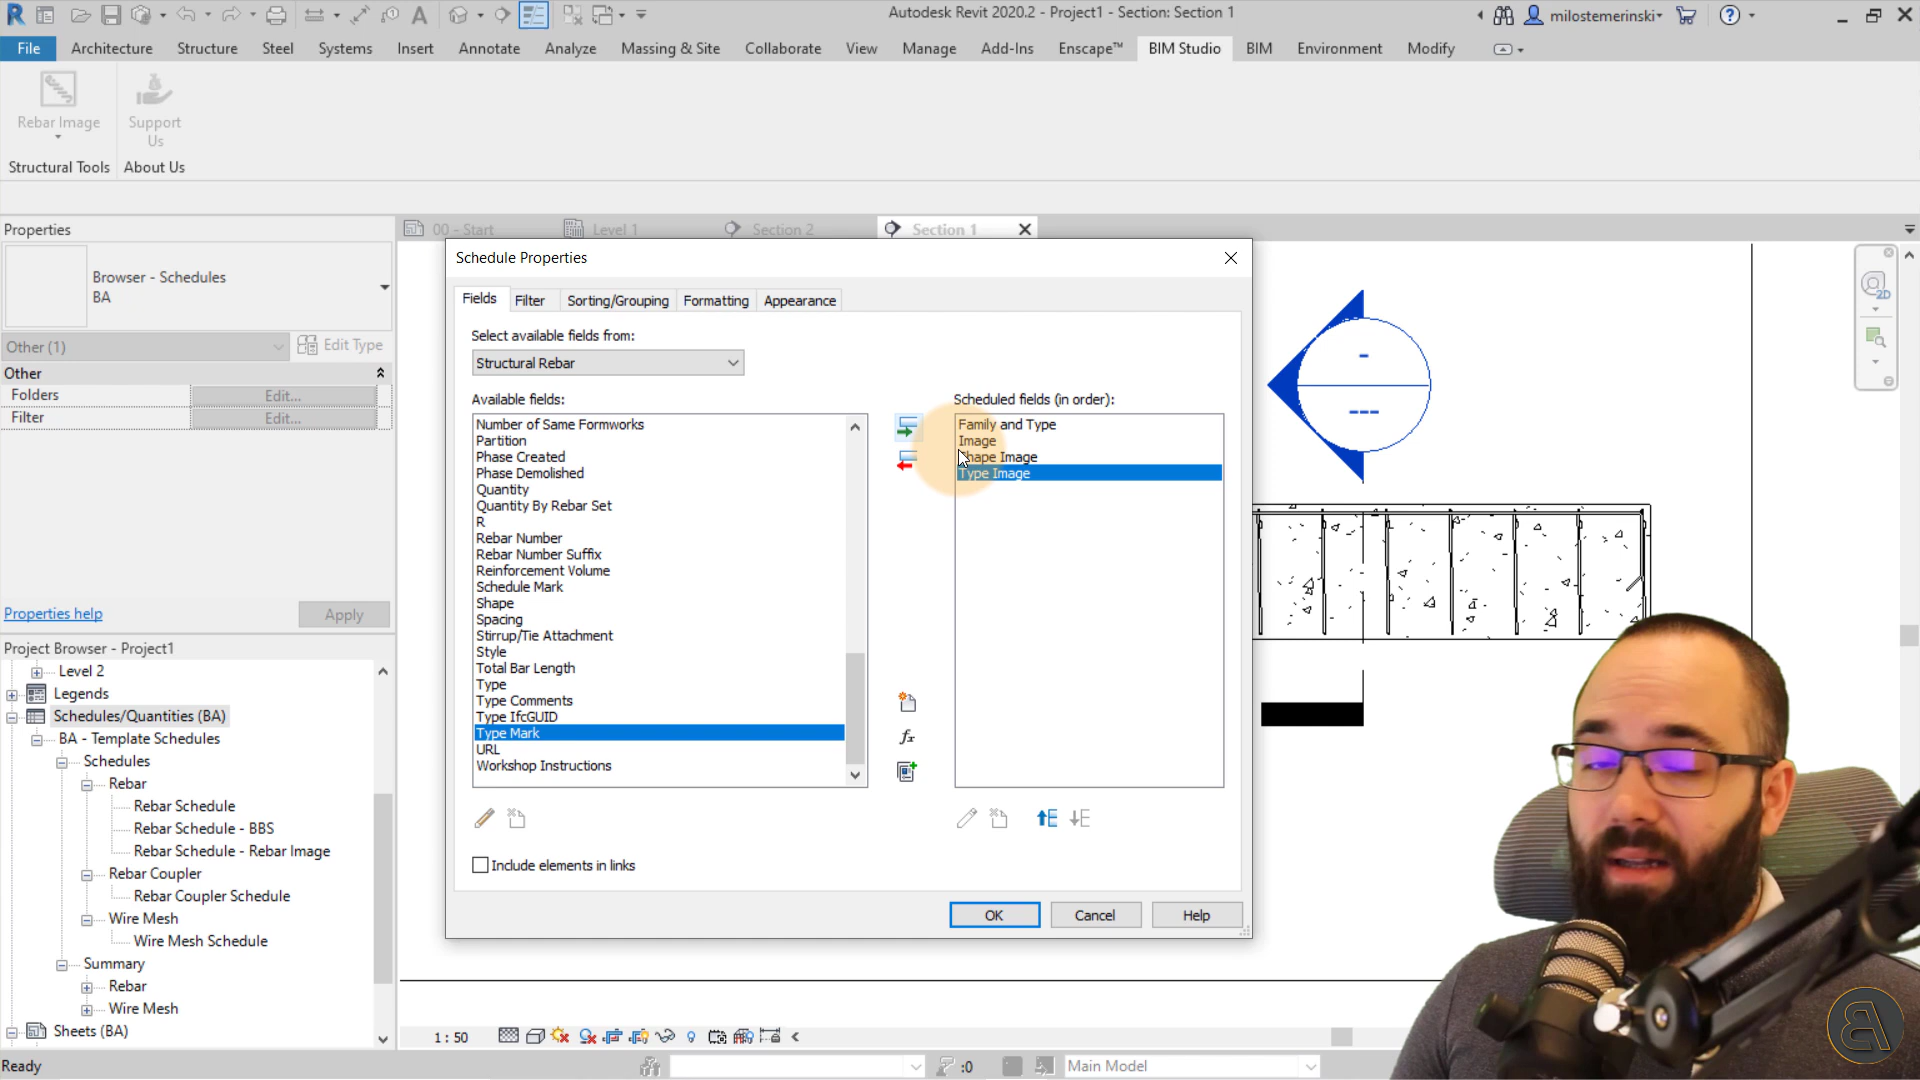 Autodesk Revit 2020.2 - Project1 - Section: Section 1
milostemerinski
File Architecture Structure Steel Systems Insert Annotate Analyze Massing & Site Collaborate View Manage Add-Ins Enscape™ BIM Studio BIM Environment Modify
Rebar Image
Support
Us
Structural Tools
About Us
Properties
00 - Start
Level 1
Section 2
Section 1
Browser - Schedules
BA
Other (1)
Edit Type
Other
Folders
Edit...
Filter
Edit...
Properties help
Apply
Project Browser - Project1
Level 2
Legends
Schedules/Quantities (BA)
BA - Template Schedules
Schedules
Rebar
Rebar Schedule
Rebar Schedule - BBS
Rebar Schedule - Rebar Image
Rebar Coupler
Rebar Coupler Schedule
Wire Mesh
Wire Mesh Schedule
Summary
Rebar
Wire Mesh
Sheets (BA)
Schedule Properties
Fields Filter Sorting/Grouping Formatting Appearance
Select available fields from:
Structural Rebar
Available fields:
Number of Same Formworks
Partition
Phase Created
Phase Demolished
Quantity
Quantity By Rebar Set
R
Rebar Number
Rebar Number Suffix
Reinforcement Volume
Schedule Mark
Shape
Spacing
Stirrup/Tie Attachment
Style
Total Bar Length
Type
Type Comments
Type IfcGUID
Type Mark
URL
Workshop Instructions
fx
Scheduled fields (in order):
Family and Type
Image
Shape Image
Type Image
Include elements in links
OK
Cancel
Help
2D
1 : 50
Ready
:0
Main Model